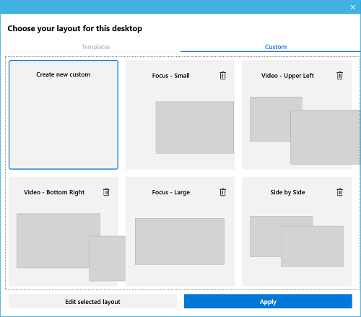 Choose your layout for this desktop
Templates
Custom
Create new custom
Focus - Small
Video - Upper Left
Video - Bottom Right
Focus - Large
Side by Side
Edit selected layout
Apply